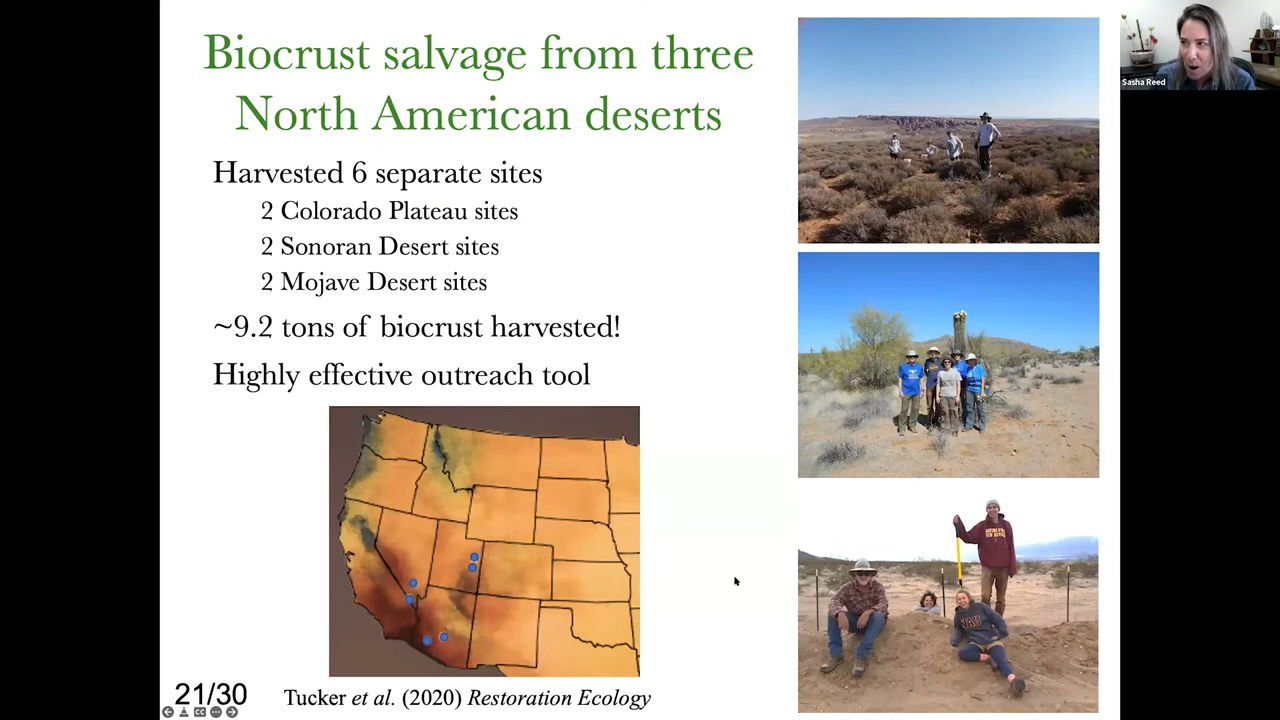 Biocrust salvage from three
North American deserts
Harvested 6 separate sites
2 Colorado Plateau sites
2 Sonoran Desert sites
2 Mojave Desert sites
~9.2 tons of biocrust harvested!
Highly effective outreach tool
21/30
Tucker et al. (2020) Restoration Ecology
Sasha Reed
CC
NAU